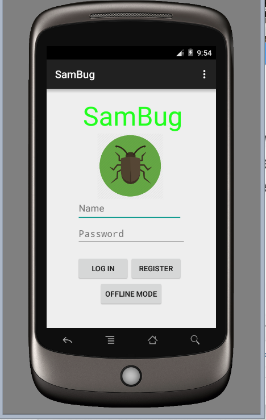 9:54
SamBug
SamBug
Name
Password
LOG IN REGISTER
OFFLINE MODE